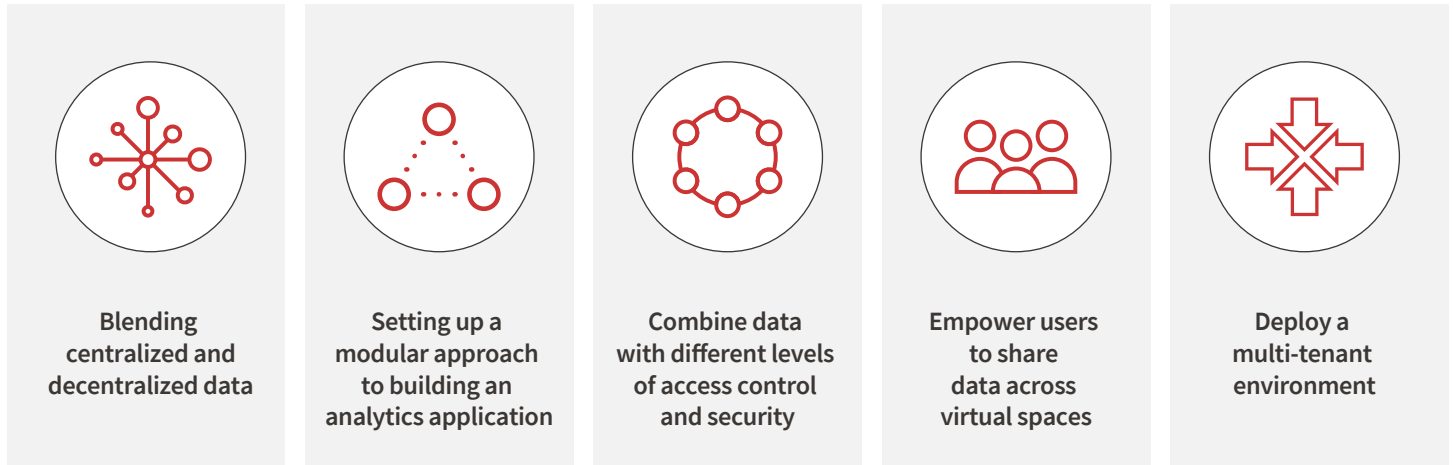 Blending
centralized and
decentralized data
Setting up a
modular approach
to building an
analytics application
Combine data
with different levels
of access control
and security
Empower users
to share
data across
virtual spaces
Deploy a
multi-tenant
environment